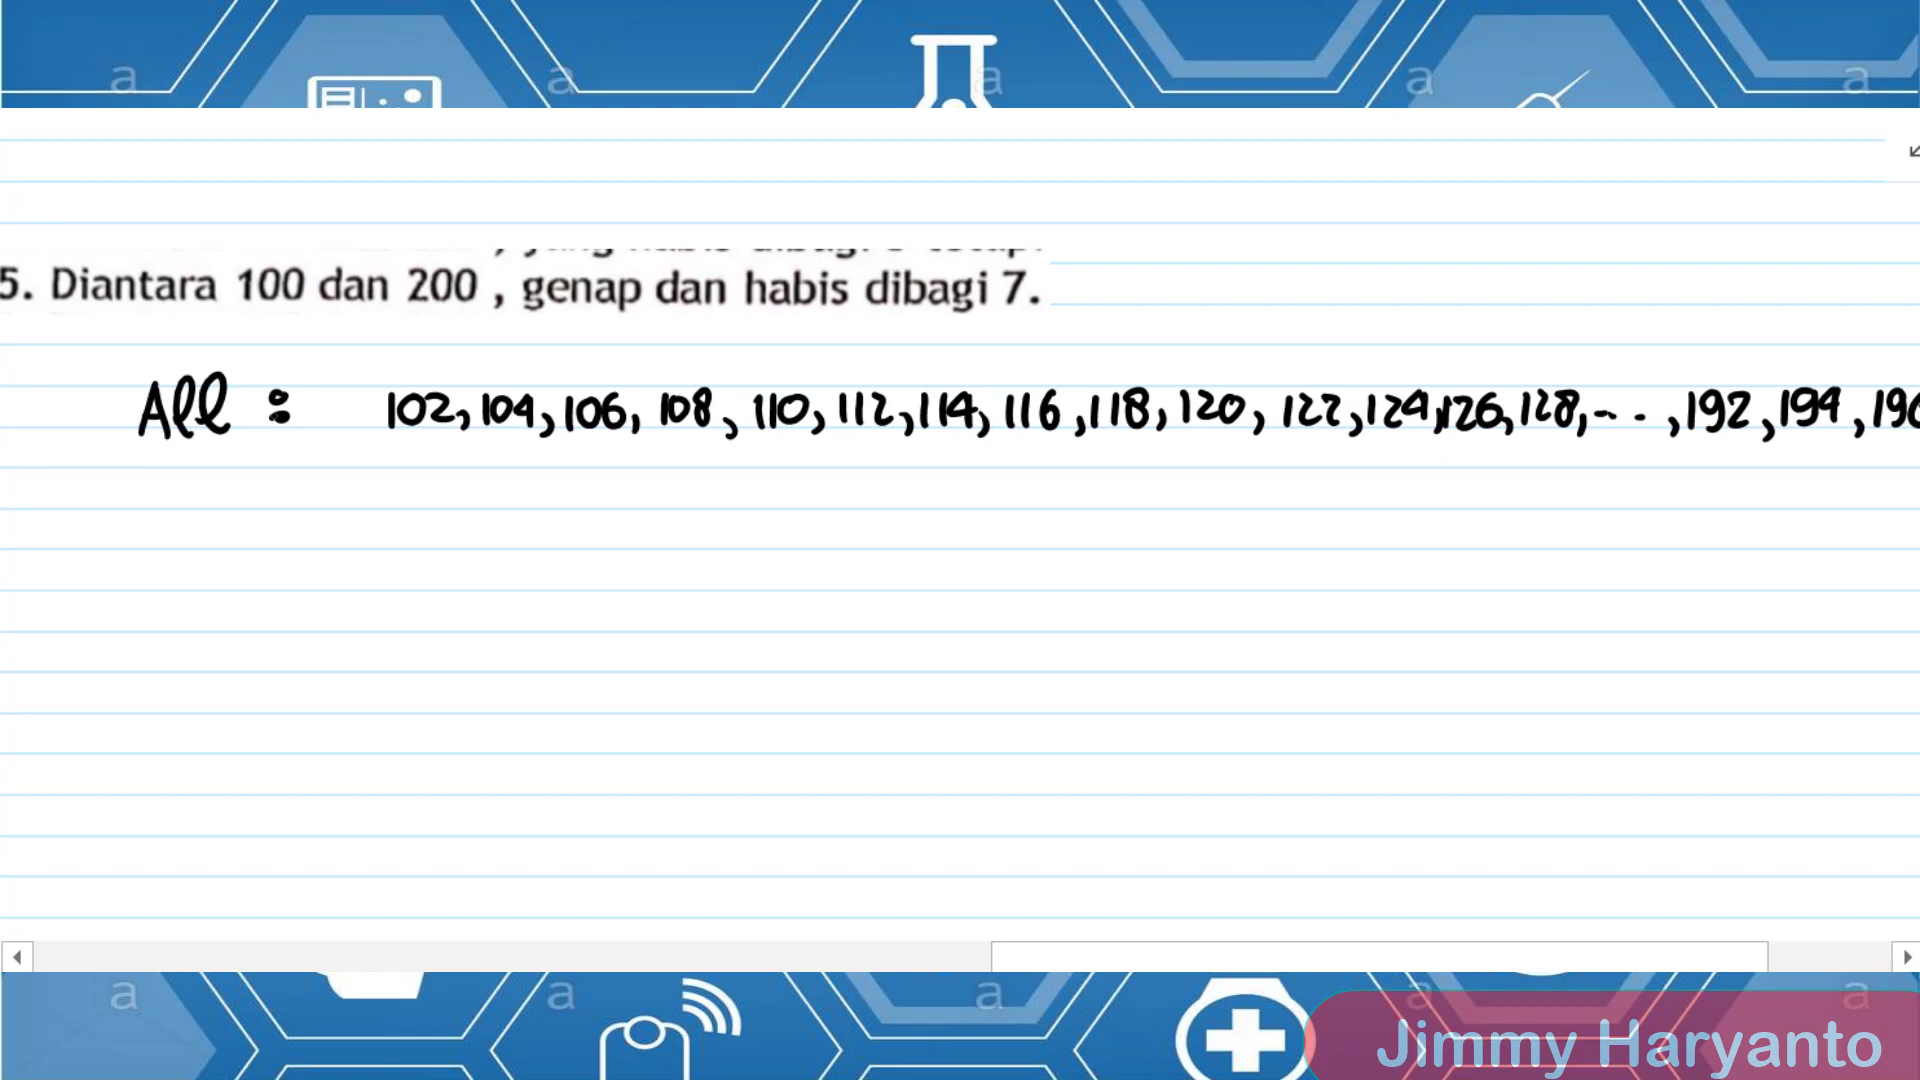 5. Diantara 100 dan 200 , genap dan habis dibagi 7.
All : 102, 104, 106, 108, 110, 112, 114, 116, 118, 120, 122, 124, 126, 128, ... , 192, 194, 196
Jimmy Haryanto